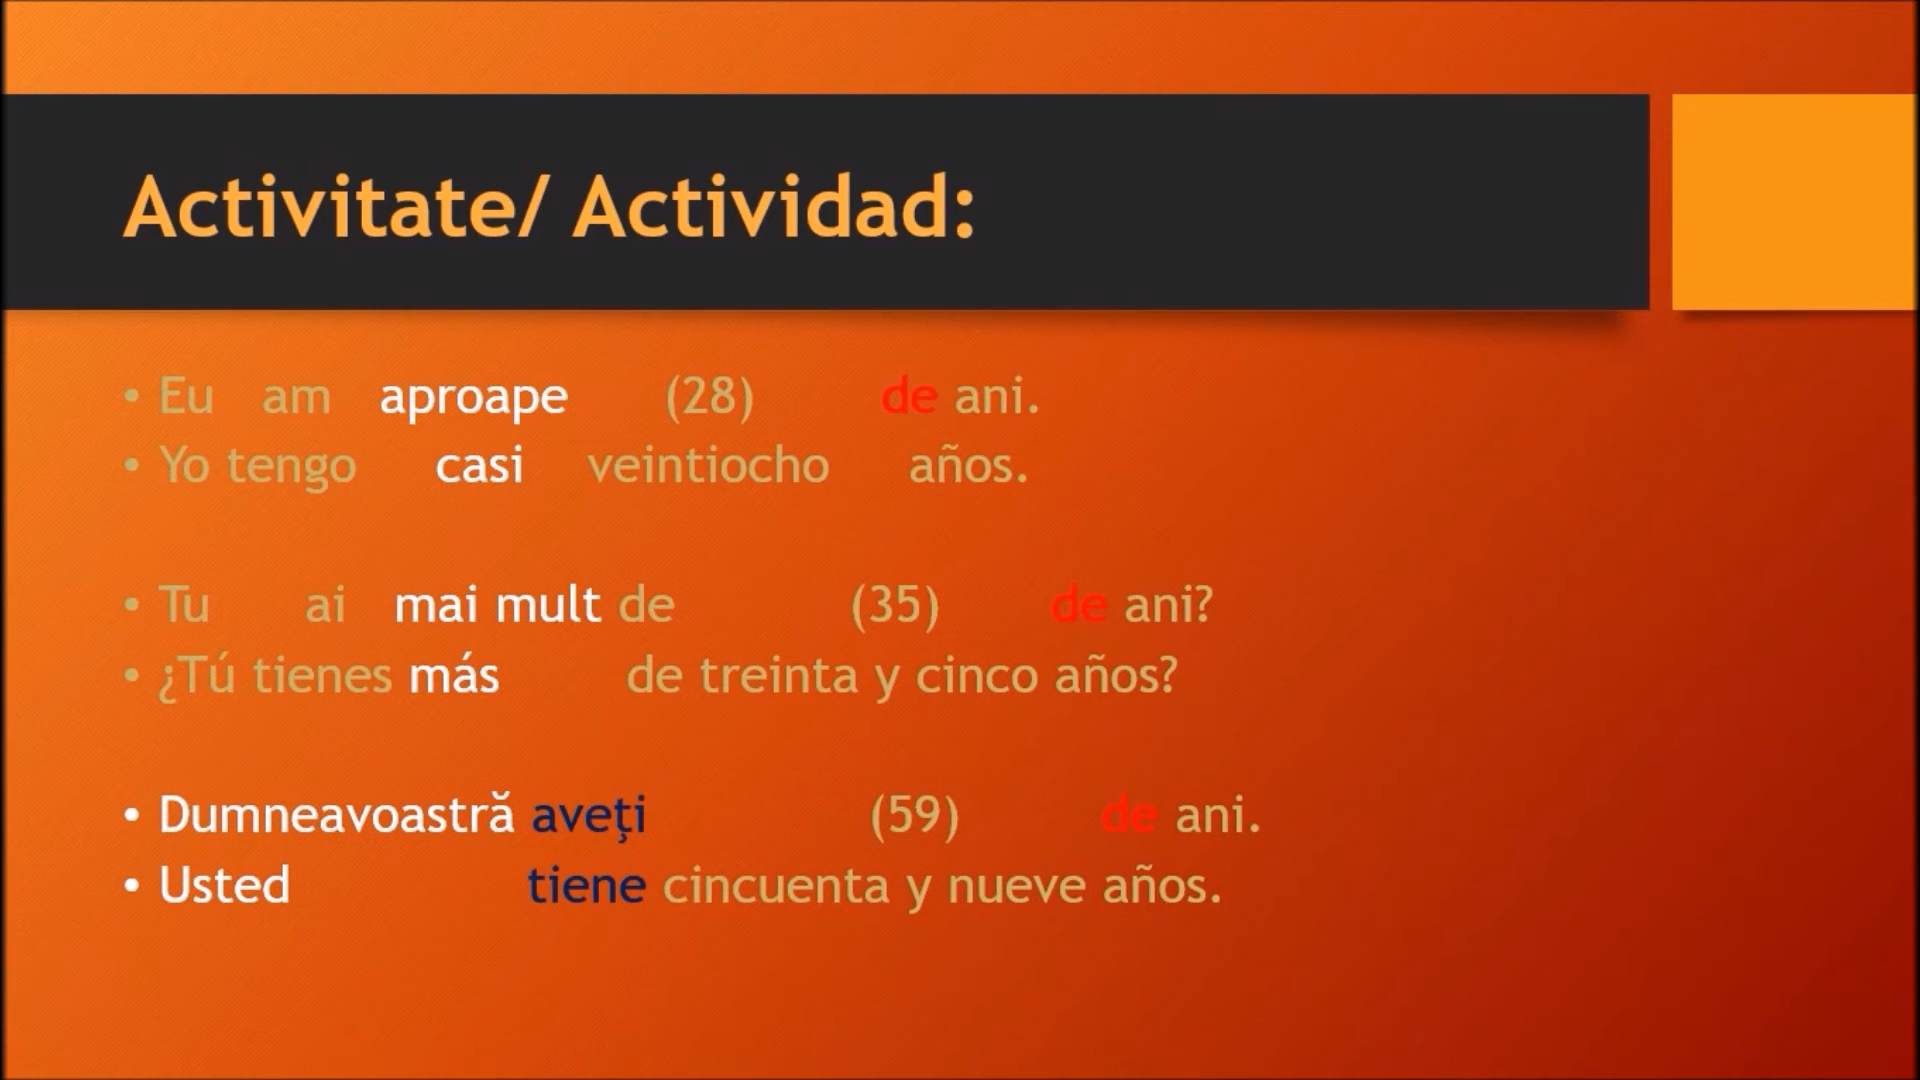 Activitate/ Actividad:
• Eu am aproape (28) de ani.
• Yo tengo casi veintiocho años.
• Tu ai mai mult de (35) de ani?
• ¿Tú tienes más de treinta y cinco años?
• Dumneavoastră aveţi (59) de ani.
• Usted tiene cincuenta y nueve años.